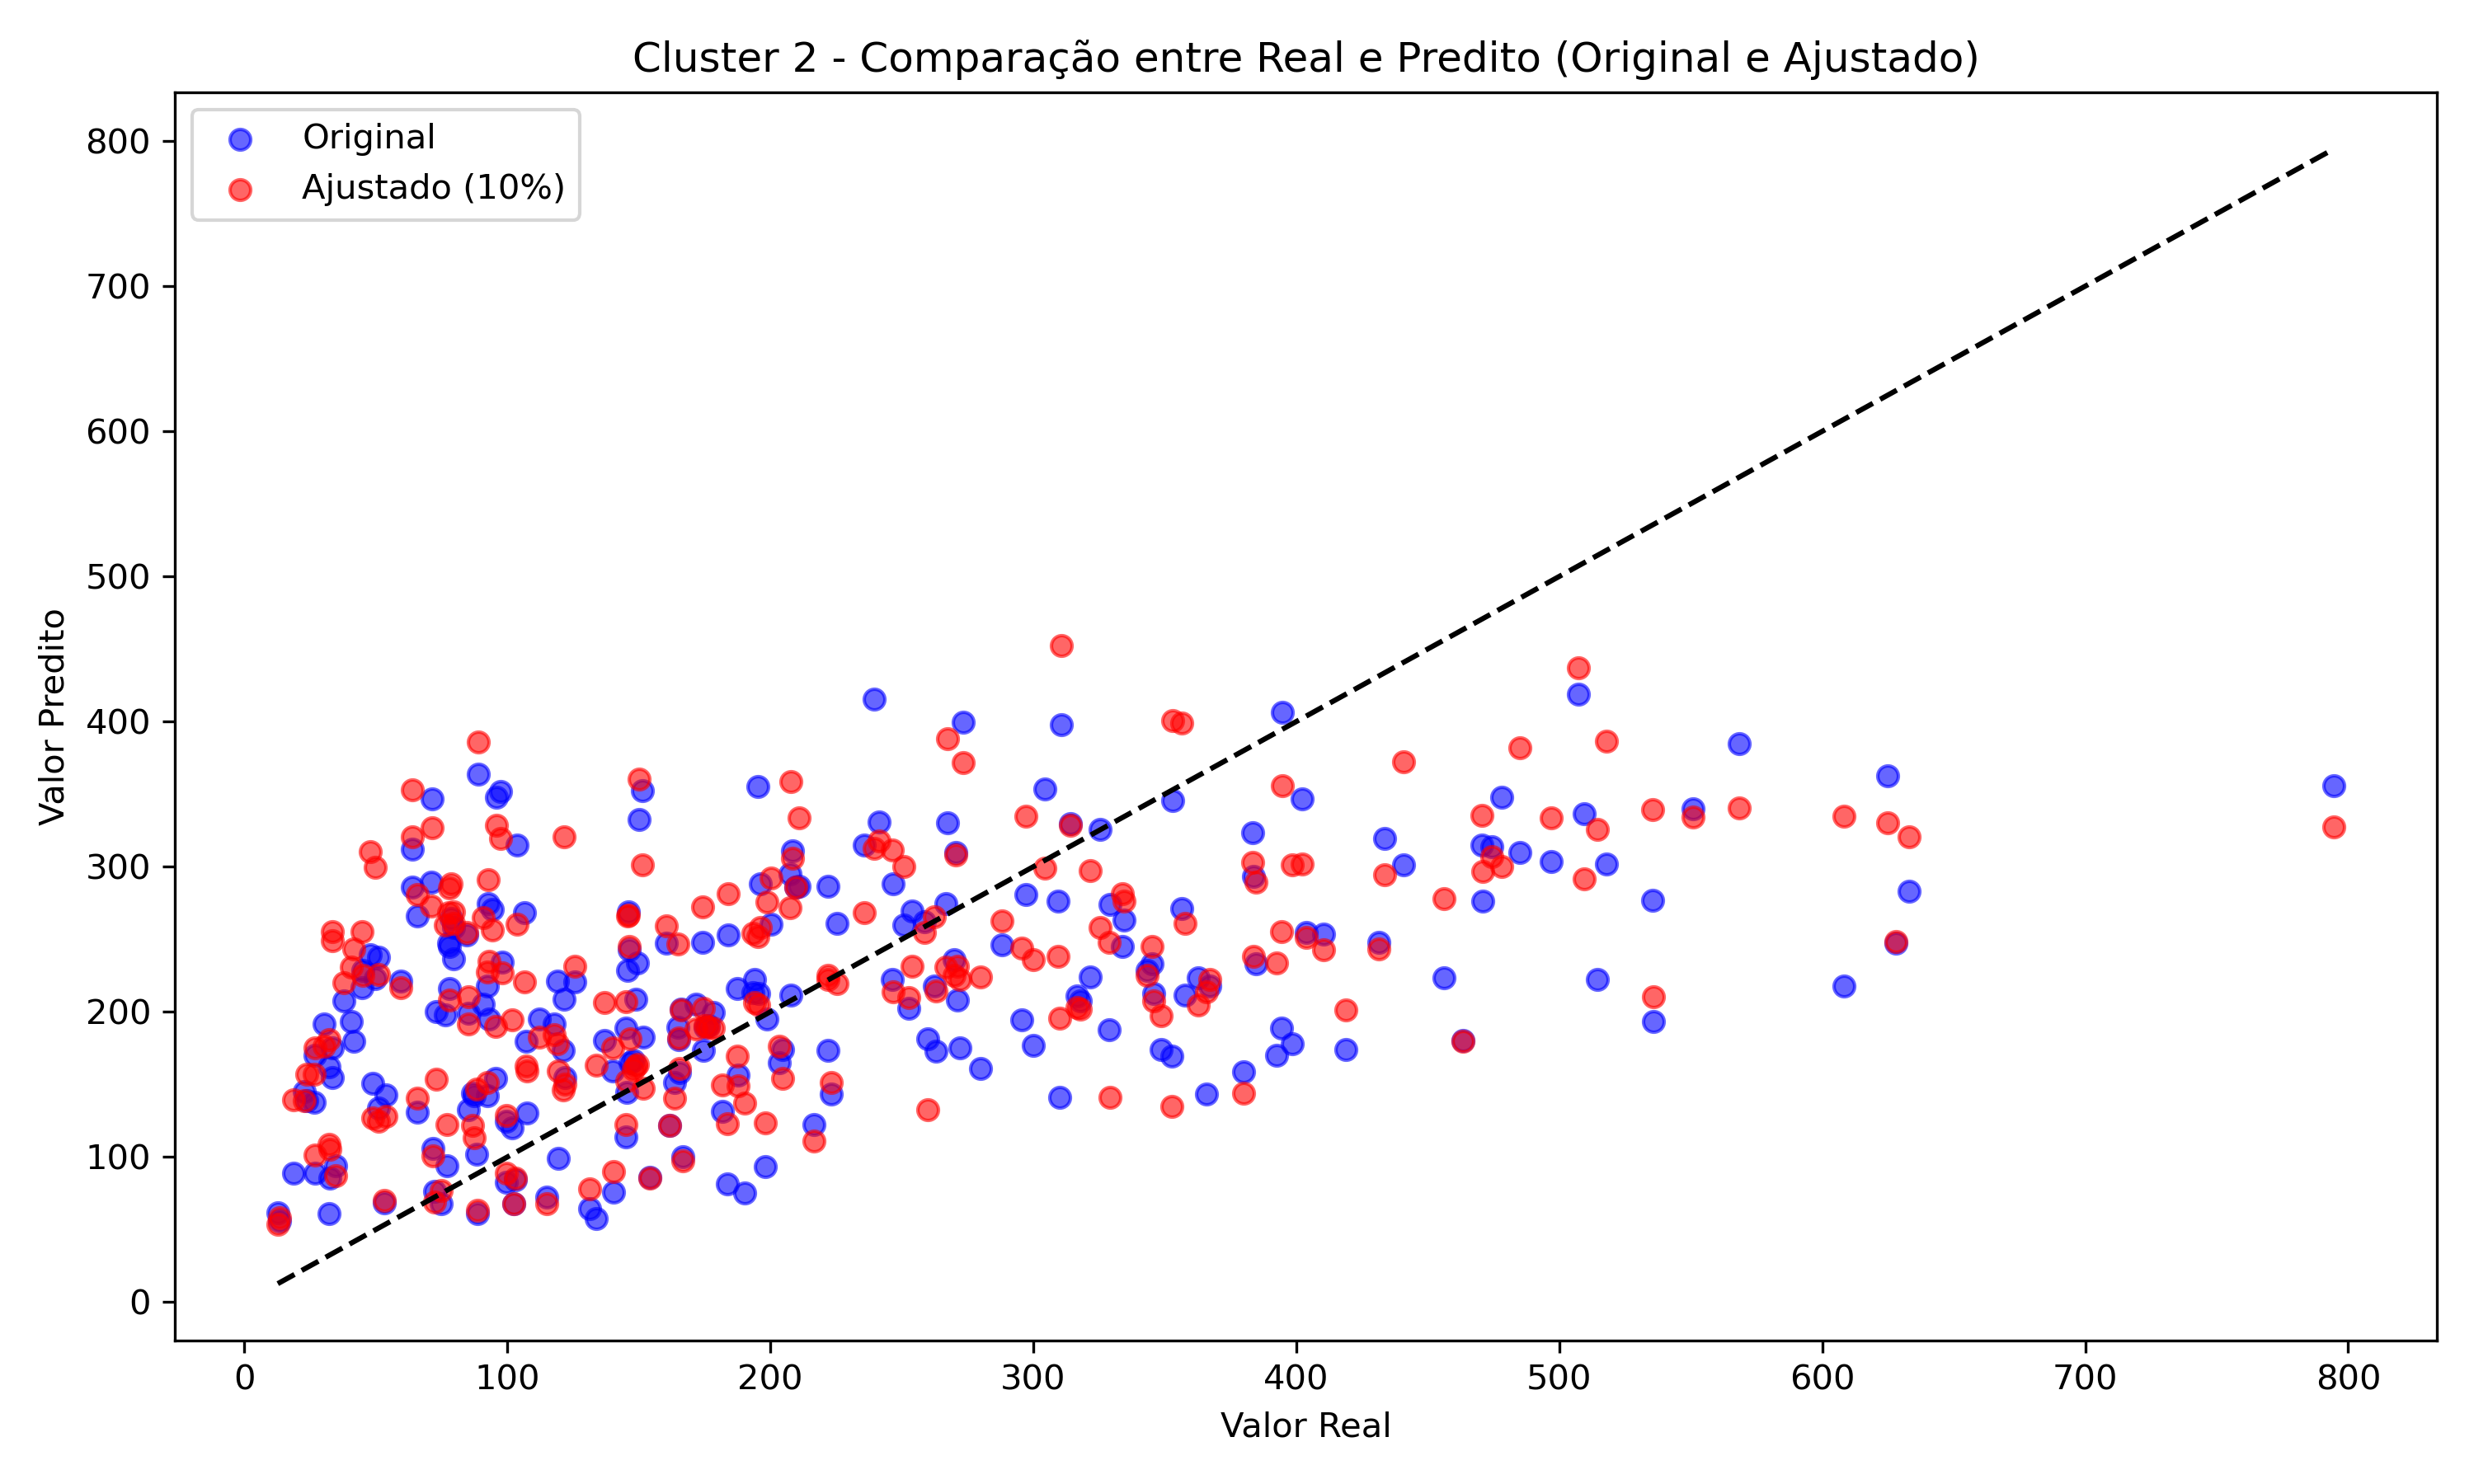 Cluster 2 - Comparação entre Real e Predito (Original e Ajustado)
Original
Ajustado (10%)
800
700
600
500
400
300
200
100
0
Valor Predito
0 100 200 300 400 500 600 700 800
Valor Real